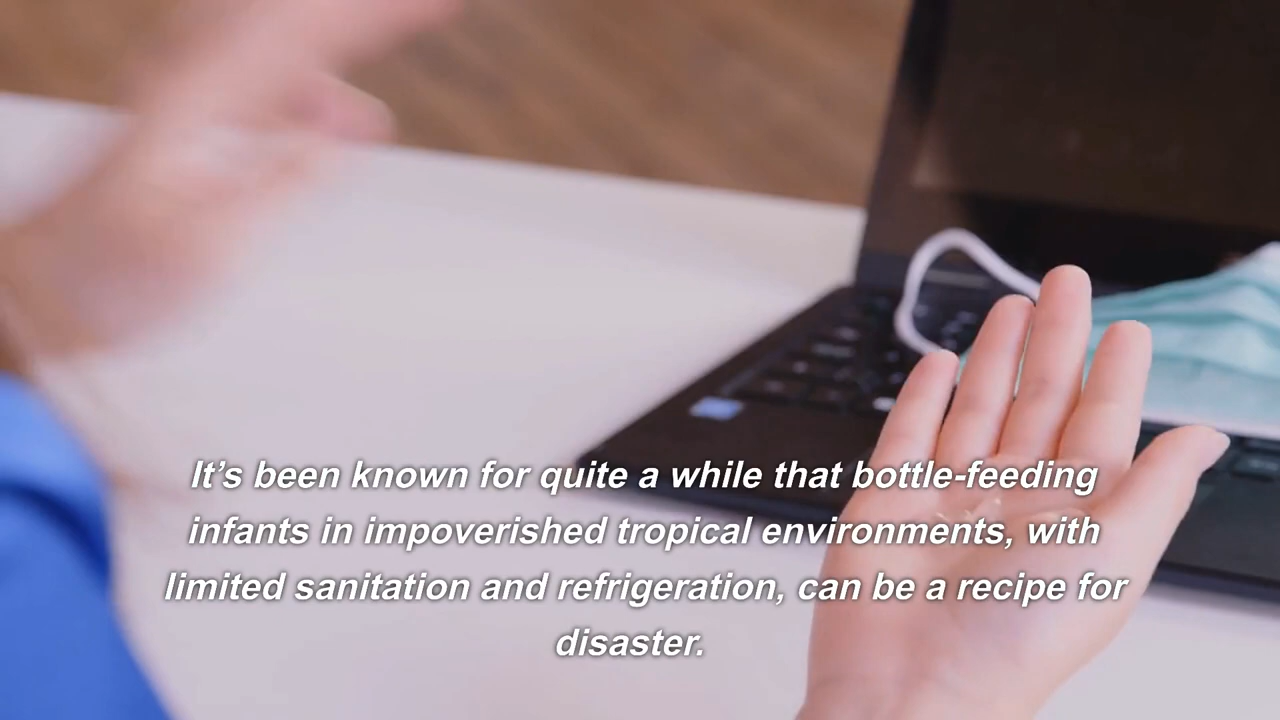 It’s been known for quite a while that bottle-feeding
infants in impoverished tropical environments, with
limited sanitation and refrigeration, can be a recipe for
disaster.